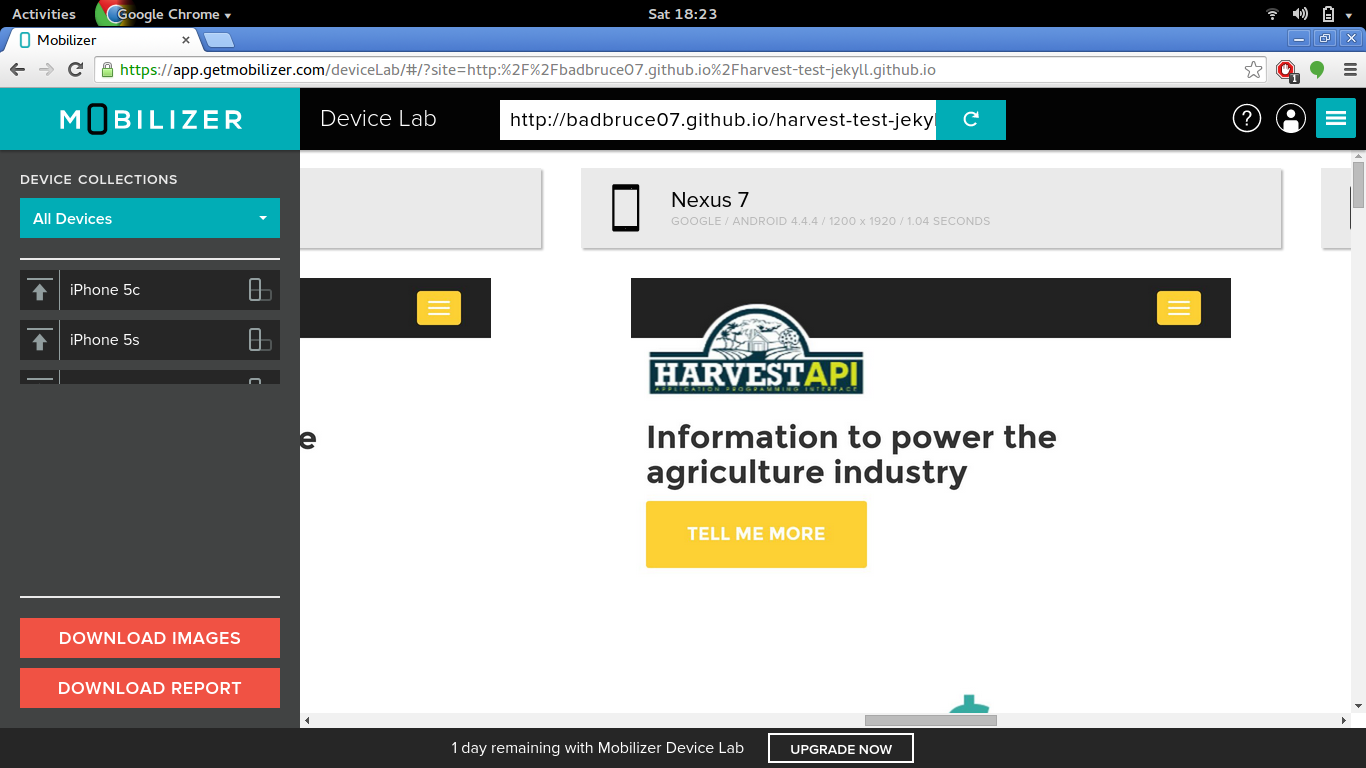 Activities Google Chrome Sat 18:23
Mobilizer
https://app.getmobilizer.com/deviceLab/#/?site=http:%2F%2Fbadbruce07.github.io%2Fharvest-test-jekyll.github.io
1
MOBILIZER Device Lab http://badbruce07.github.io/harvest-test-jekyl ?
DEVICE COLLECTIONS
All Devices
iPhone 5c
iPhone 5s
DOWNLOAD IMAGES
DOWNLOAD REPORT
Nexus 7
GOOGLE / ANDROID 4.4.4 / 1200 x 1920 / 1.04 SECONDS
HARVESTAPI
APPLICATION PROGRAMMING INTERFACE
e
Information to power the
agriculture industry
TELL ME MORE
1 day remaining with Mobilizer Device Lab UPGRADE NOW